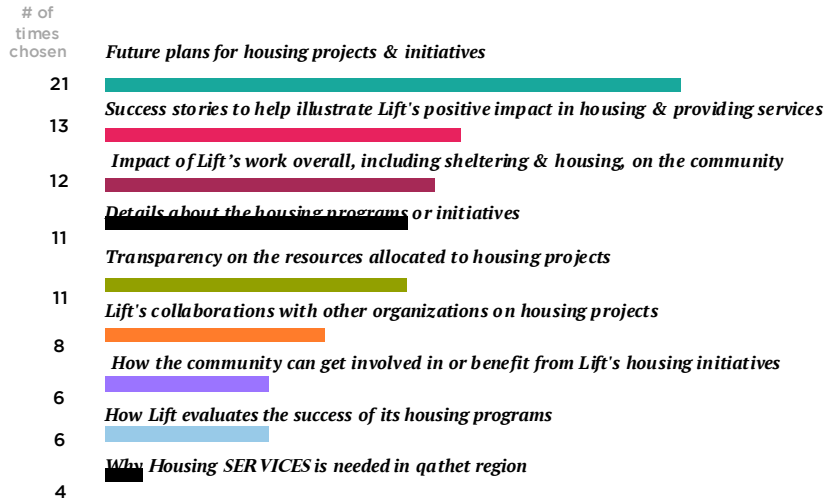 # of
times
chosen
Future plans for housing projects & initiatives
21
Success stories to help illustrate Lift's positive impact in housing & providing services
13
Impact of Lift’s work overall, including sheltering & housing, on the community
12
Details about the housing programs or initiatives
11
Transparency on the resources allocated to housing projects
11
Lift's collaborations with other organizations on housing projects
8
How the community can get involved in or benefit from Lift's housing initiatives
6
How Lift evaluates the success of its housing programs
6
Why Housing SERVICES is needed in qathet region
4